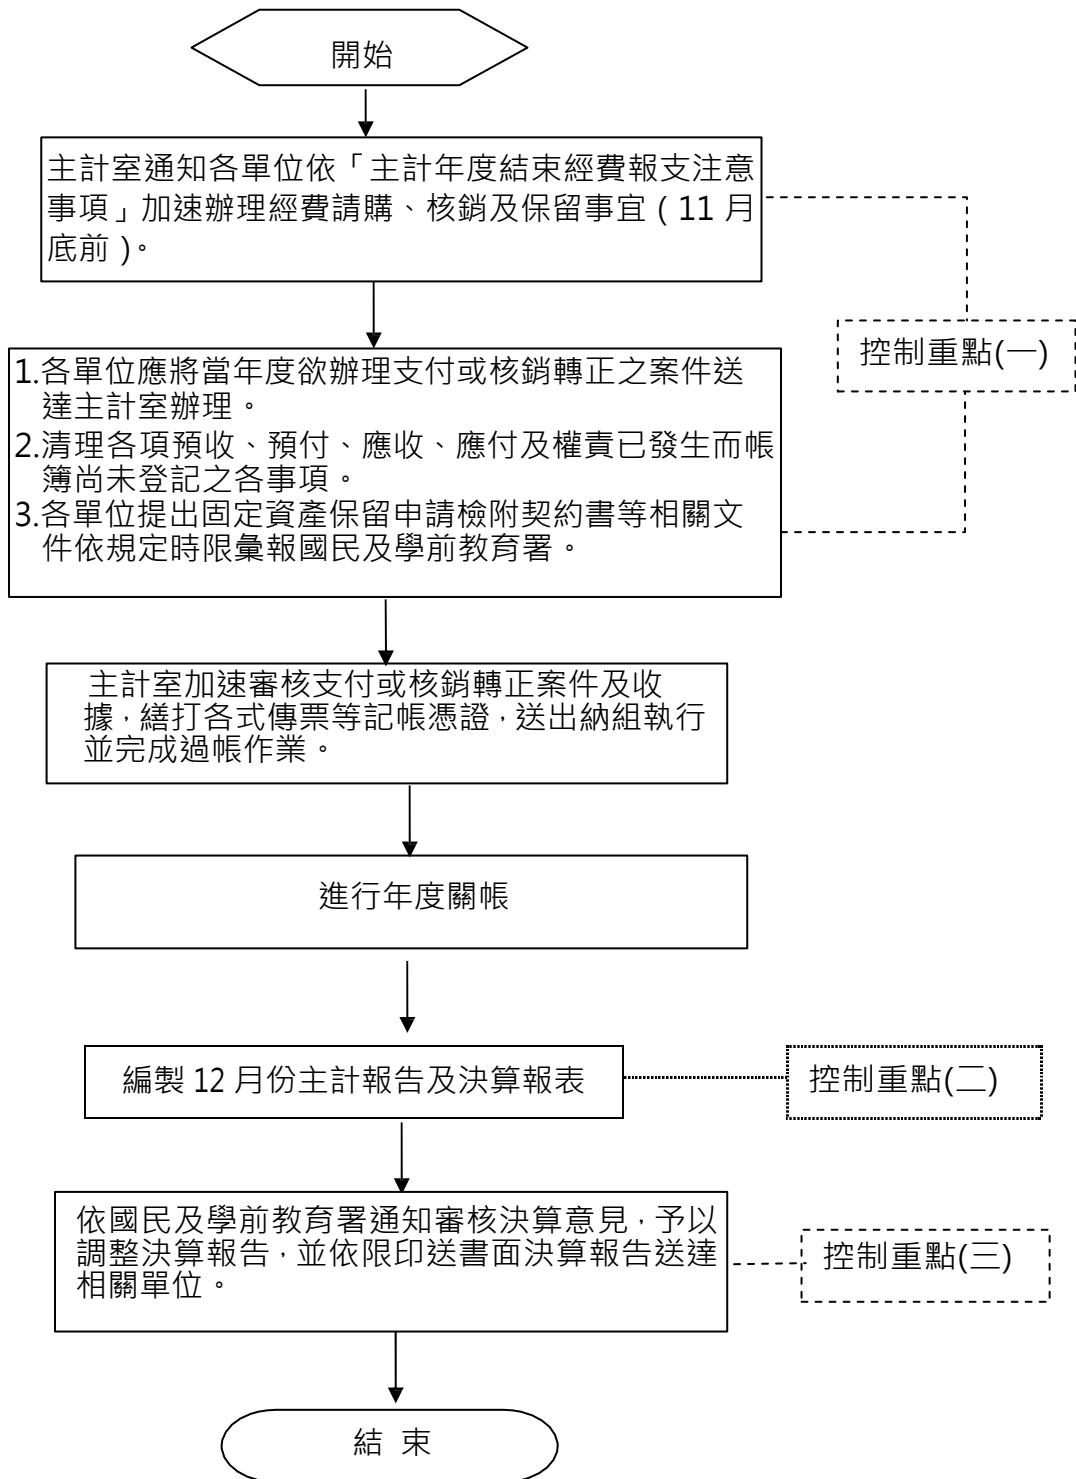 開始
主計室通知各單位依「主計年度結束經費報支注意
事項」加速辦理經費請購、核銷及保留事宜(11 月
底前)。
控制重點(一)
1.各單位應將當年度欲辦理支付或核銷轉正之案件送
達主計室辦理。
2.清理各項預收、預付、應收、應付及權責已發生而帳
簿尚未登記之各事項。
3.各單位提出固定資產保留申請檢附契約書等相關文
件依規定時限彙報國民及學前教育署。
主計室加速審核支付或核銷轉正案件及收
據,繕打各式傳票等記帳憑證,送出納組執行
並完成過帳作業。
進行年度關帳
編製 12 月份主計報告及決算報表
控制重點(二)
依國民及學前教育署通知審核決算意見,予以
調整決算報告,並依限印送書面決算報告送達
相關單位。
控制重點(三)
結 束